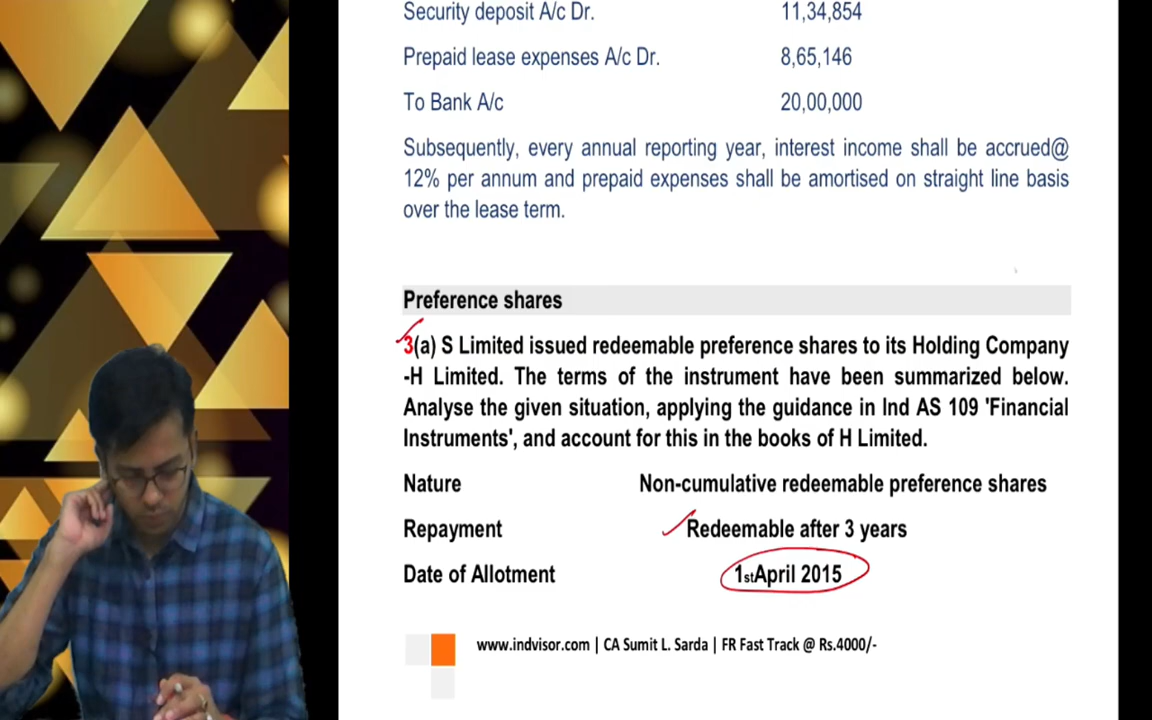 Security deposit A/c Dr. 11,34,854
Prepaid lease expenses A/c Dr. 8,65,146
To Bank A/c 20,00,000
Subsequently, every annual reporting year, interest income shall be accrued@
12% per annum and prepaid expenses shall be amortised on straight line basis
over the lease term.
Preference shares
3(a) S Limited issued redeemable preference shares to its Holding Company
-H Limited. The terms of the instrument have been summarized below.
Analyse the given situation, applying the guidance in Ind AS 109 'Financial
Instruments', and account for this in the books of H Limited.
Nature Non-cumulative redeemable preference shares
Repayment Redeemable after 3 years
Date of Allotment 1stApril 2015
www.indvisor.com | CA Sumit L. Sarda | FR Fast Track @ Rs.4000/-